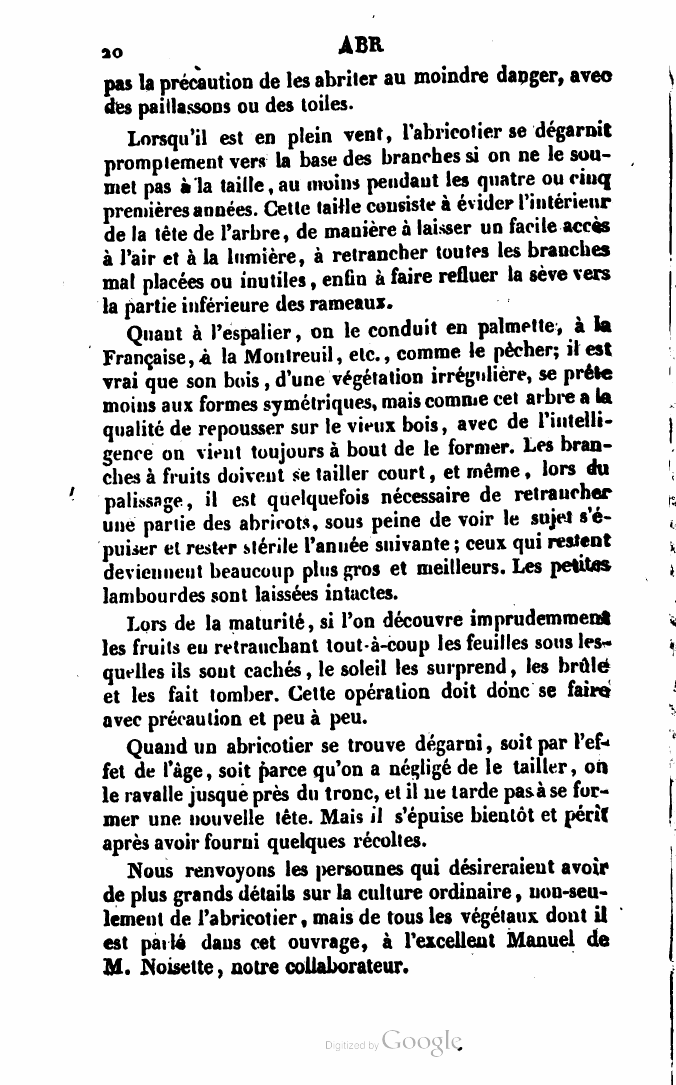 20
ABR
pas la précaution de les abriter au moindre danger, avec
des paillassons ou des toiles.
Lorsqu'il est en plein vent, l'abricotier se dégarnit
promptement vers la base des branches si on ne le sou-
met pas à la taille, au moins pendant les quatre ou cinq
premières années. Cette taille consiste à évider l'intérieur
de la tête de l'arbre, de manière à laisser un facile accès
à l'air et à la lumière, à retrancher toutes les branches
mal placées ou inutiles, enfin à faire refluer la sève vers
la partie inférieure des rameaux.
Quant à l'espalier, on le conduit en palmette, à la
Française, à la Montreuil, etc., comme le pêcher; il est
vrai que son bois, d'une végétation irrégulière, se prête
moins aux formes symétriques, mais comme cet arbre a la
qualité de repousser sur le vieux bois, avec de l'intelli-
gence on vient toujours à bout de le former. Les bran-
ches à fruits doivent se tailler court, et même, lors du
palissage, il est quelquefois nécessaire de retrancher
une partie des abricots, sous peine de voir le sujet s'é-
puiser et rester stérile l'année suivante; ceux qui restent
deviennent beaucoup plus gros et meilleurs. Les petites
lambourdes sont laissées intactes.
Lors de la maturité, si l'on découvre imprudemment
les fruits en retranchant tout-à-coup les feuilles sous les-
quelles ils sont cachés, le soleil les surprend, les brûle
et les fait tomber. Cette opération doit donc se faire
avec précaution et peu à peu.
Quand un abricotier se trouve dégarni, soit par l'ef-
fet de l'âge, soit parce qu'on a négligé de le tailler, on
le ravalle jusque près du tronc, et il ne tarde pas à se for-
mer une nouvelle tête. Mais il s'épuise bientôt et périt
après avoir fourni quelques récoltes.
Nous renvoyons les personnes qui désireraient avoir
de plus grands détails sur la culture ordinaire, non-seu-
lement de l'abricotier, mais de tous les végétaux dont il
est parlé dans cet ouvrage, à l'excellent Manuel de
M. Noisette, notre collaborateur.
Digitized by Google